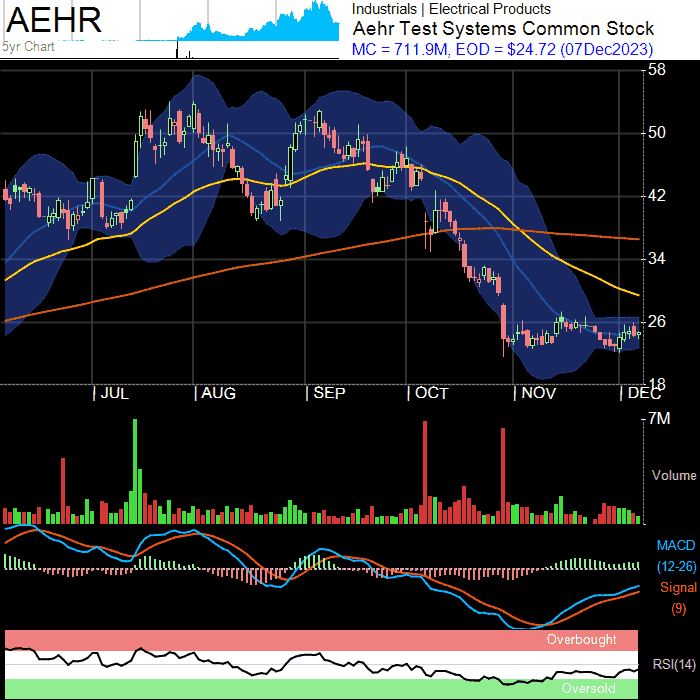 AEHR
5yr Chart
Industrials | Electrical Products
Aehr Test Systems Common Stock
MC = 711.9M, EOD = $24.72 (07Dec2023)
58
50
42
34
26
18
| JUL | AUG | SEP | OCT | NOV | DEC
7M
Volume
MACD
(12-26)
Signal
(9)
Overbought
RSI(14)
Oversold